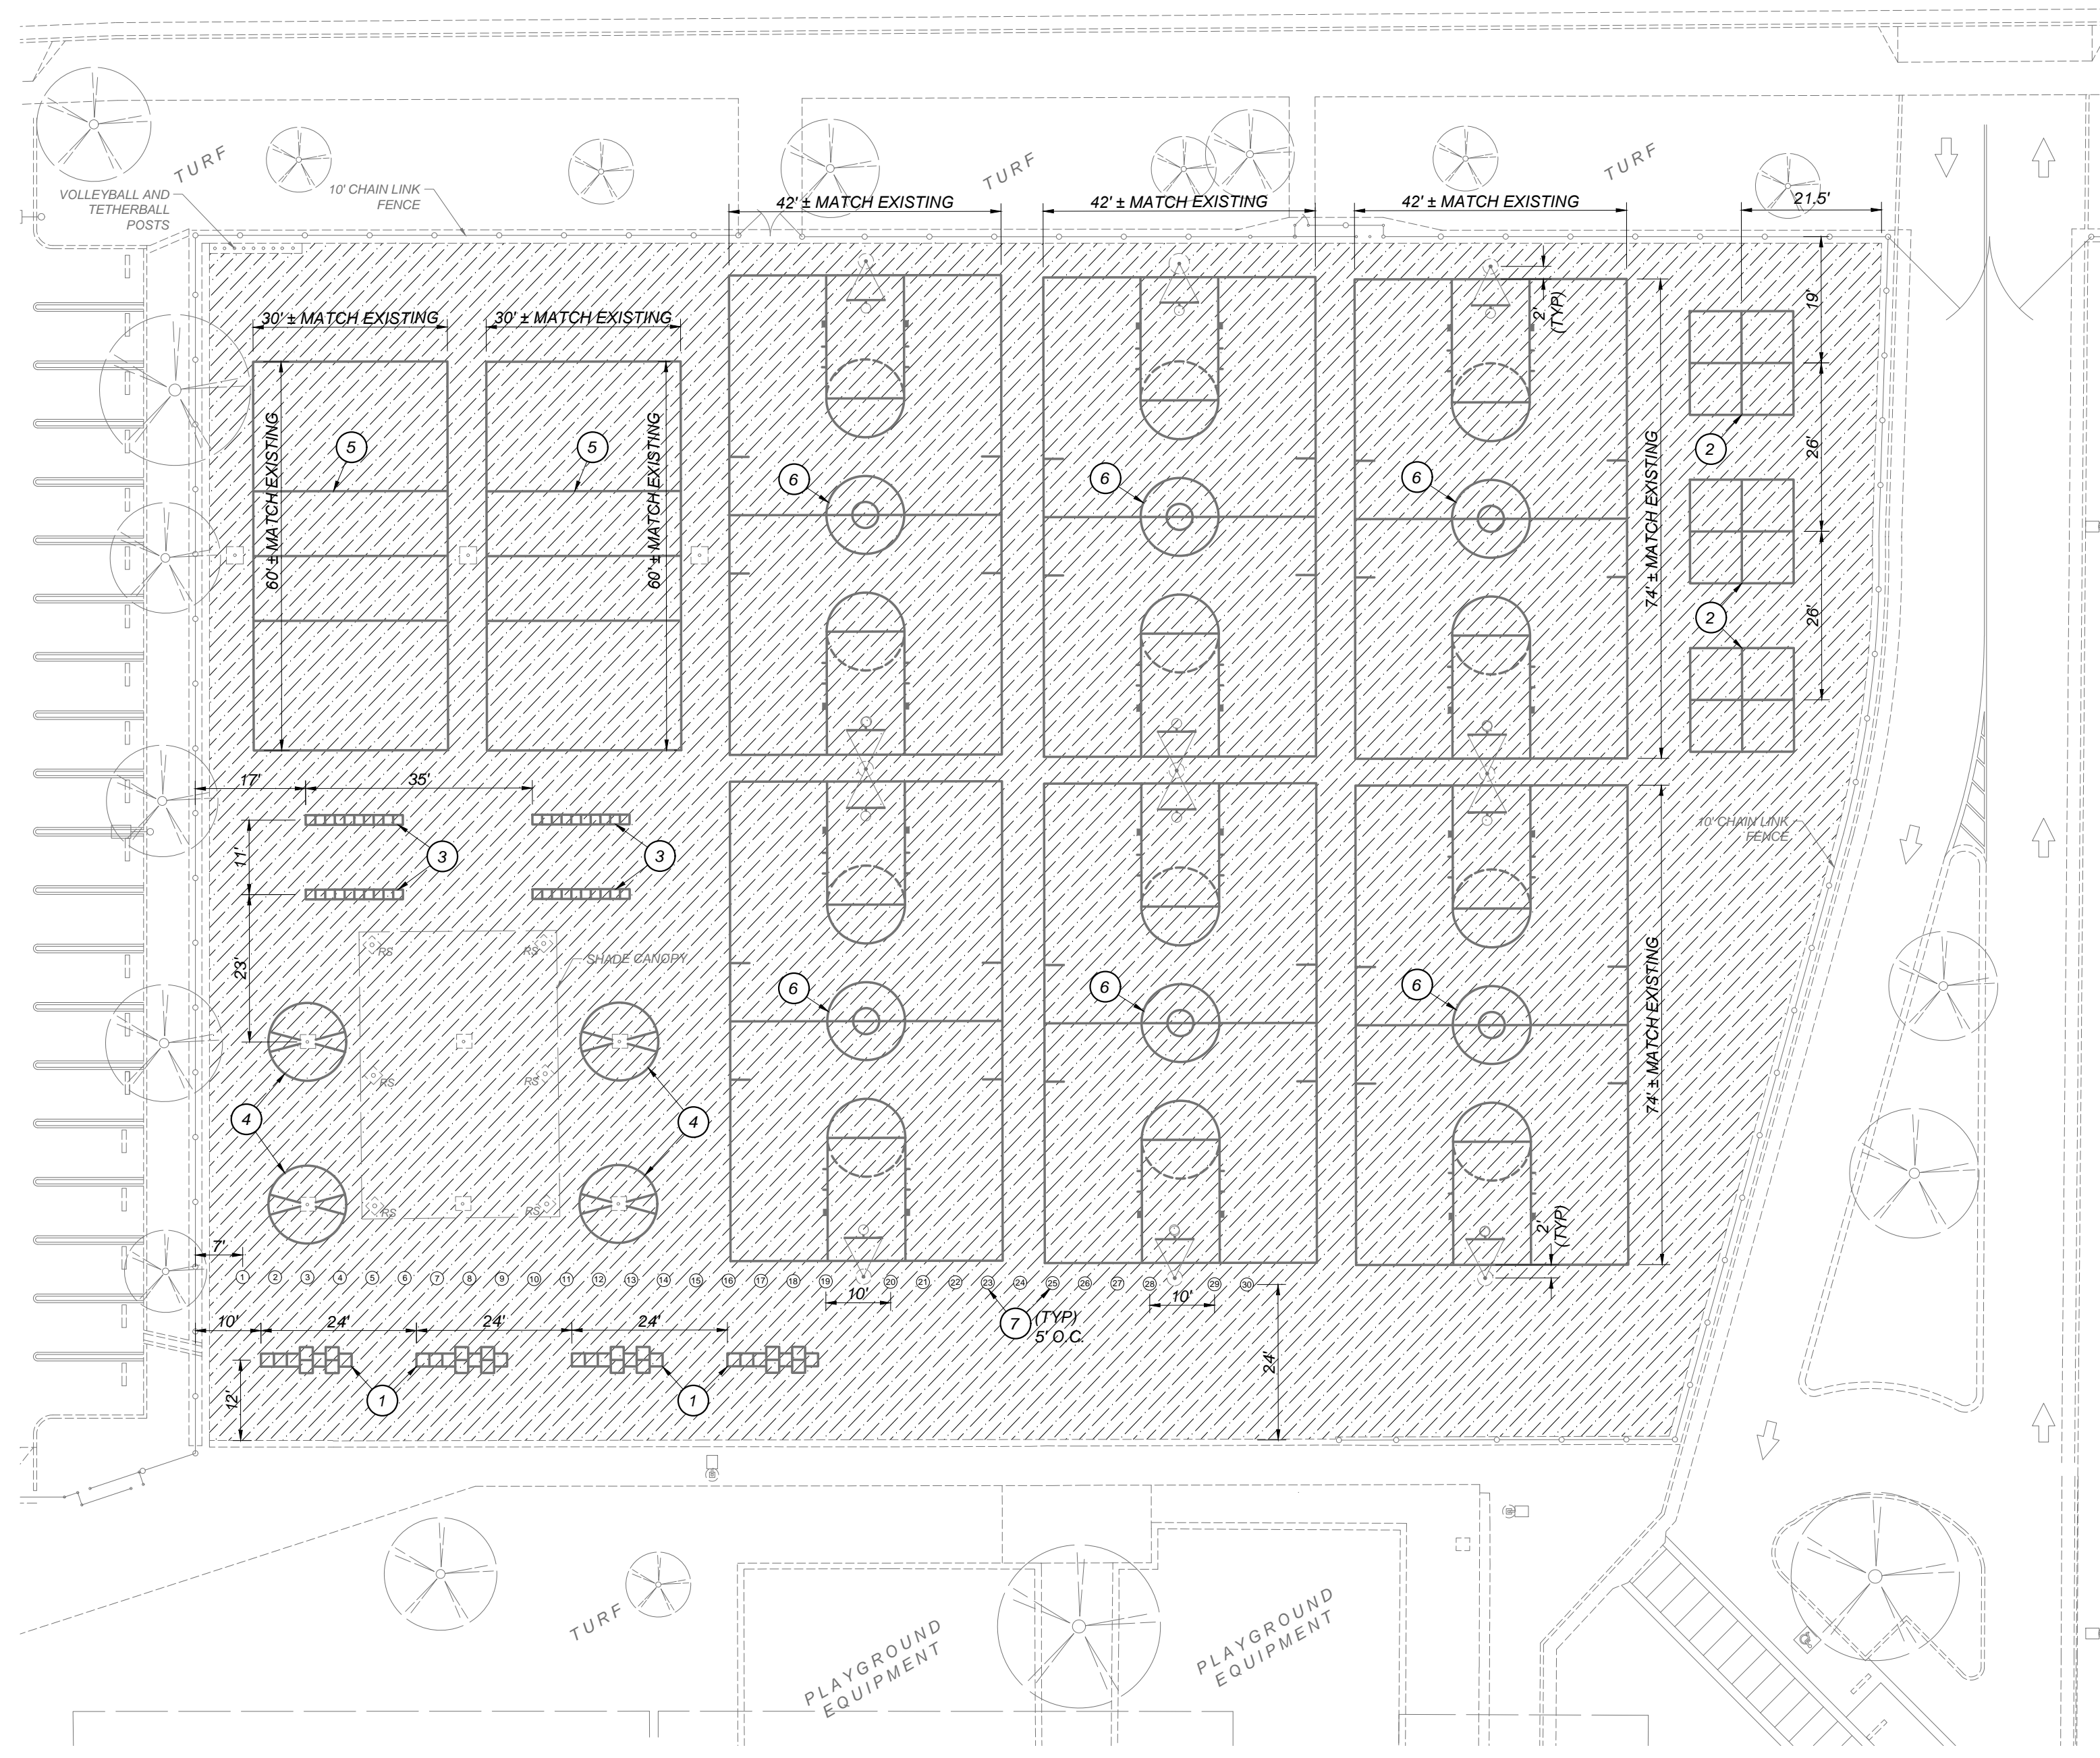 TURF
TURF
TURF
VOLLEYBALL AND
TETHERBALL
POSTS
10' CHAIN LINK
FENCE
42' ± MATCH EXISTING
42' ± MATCH EXISTING
42' ± MATCH EXISTING
21.5'
19'
2'
(TYP)
30' ± MATCH EXISTING
30' ± MATCH EXISTING
60' ± MATCH EXISTING
60' ± MATCH EXISTING
74' ± MATCH EXISTING
5
5
6
6
6
2
26'
2
26'
17'
35'
11'
3
3
10' CHAIN LINK
FENCE
23'
RS
RS
SHADE CANOPY
6
6
6
74' ± MATCH EXISTING
RS
RS
4
4
RS
RS
2'
(TYP)
7'
1 2 3 4 5 6 7 8 9 10 11 12 13 14 15 16 17 18 19 20 21 22 23 24 25 26 27 28 29 30
10'
10'
7
(TYP)
5' O.C.
10'
24'
24'
24'
24'
12'
1
1
TURF
PLAYGROUND
EQUIPMENT
PLAYGROUND
EQUIPMENT